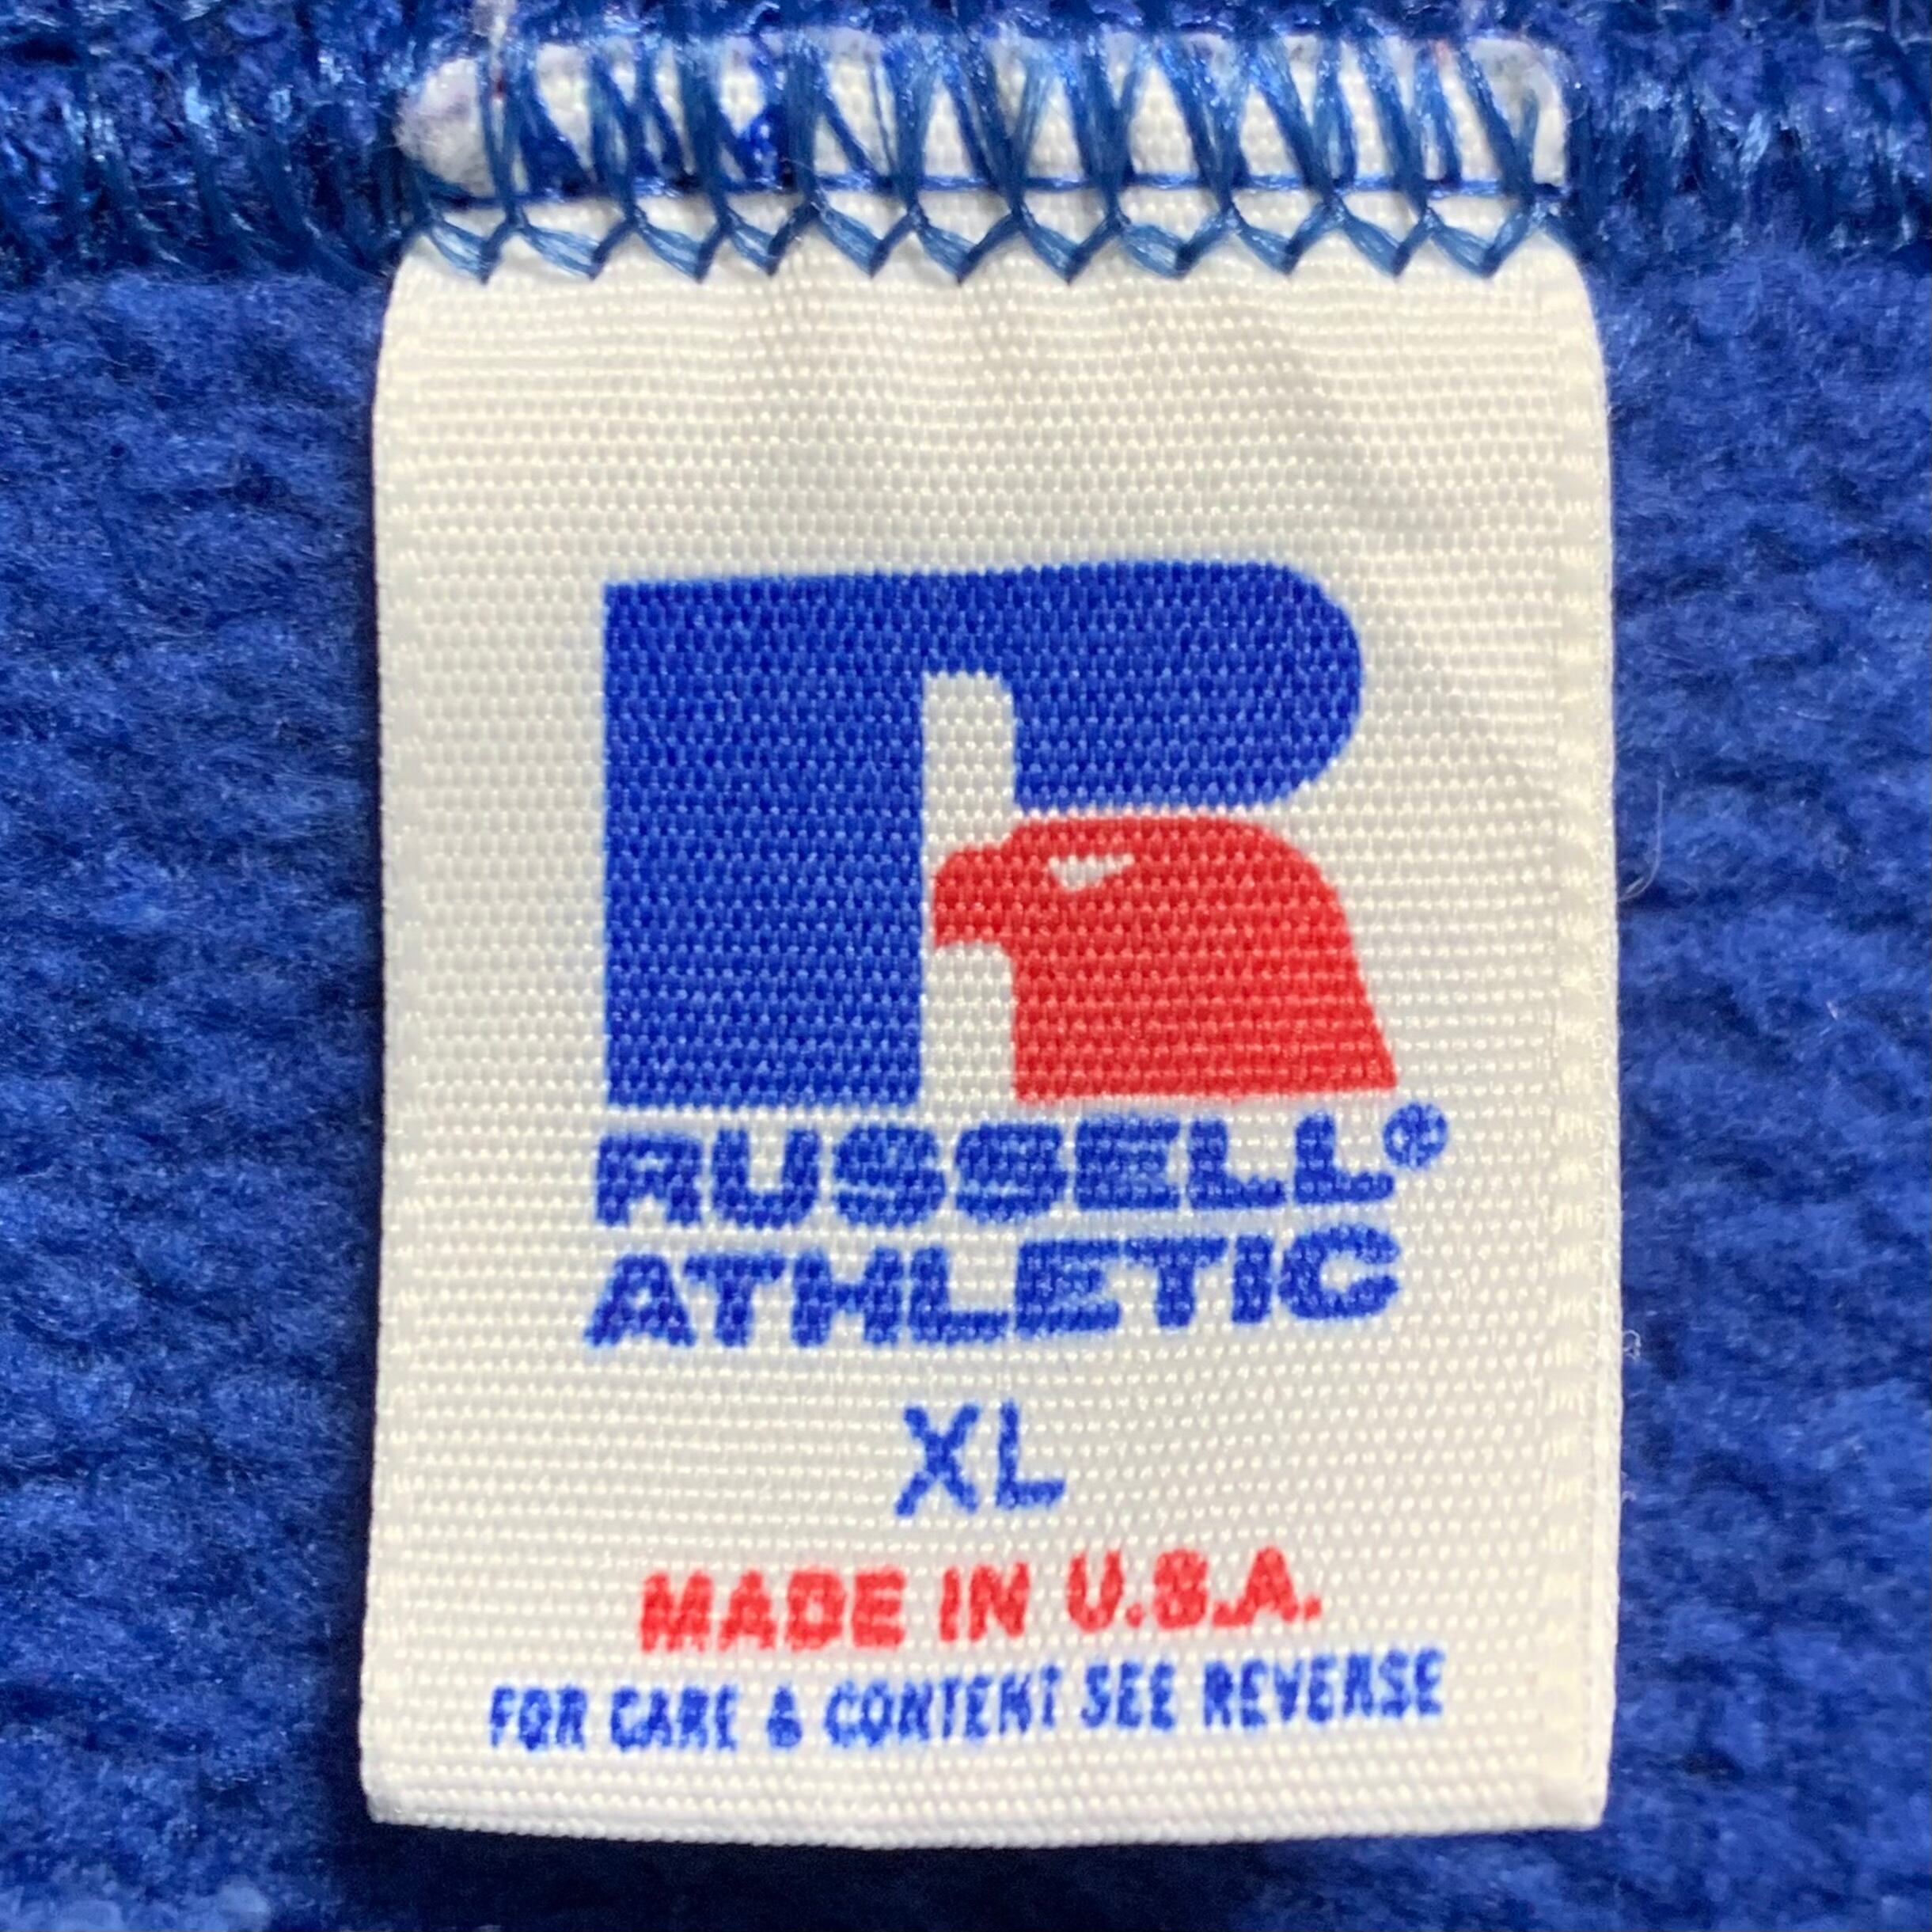 RUSSELL®
ATHLETIC
XL
MADE IN U.S.A.
FOR CARE & CONTENT SEE REVERSE